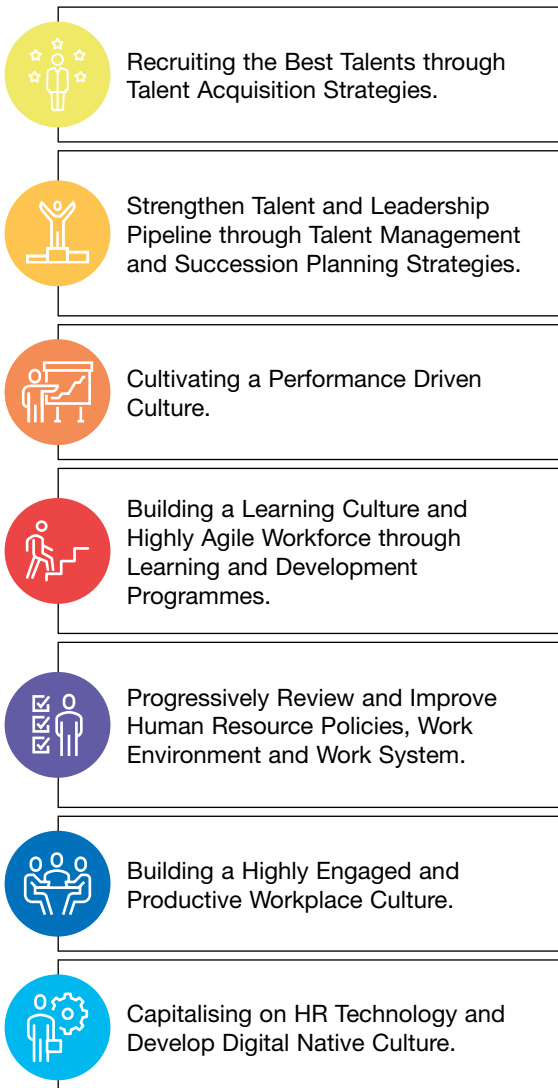 Recruiting the Best Talents through
Talent Acquisition Strategies.
Strengthen Talent and Leadership
Pipeline through Talent Management
and Succession Planning Strategies.
Cultivating a Performance Driven
Culture.
Building a Learning Culture and
Highly Agile Workforce through
Learning and Development
Programmes.
Progressively Review and Improve
Human Resource Policies, Work
Environment and Work System.
Building a Highly Engaged and
Productive Workplace Culture.
Capitalising on HR Technology and
Develop Digital Native Culture.